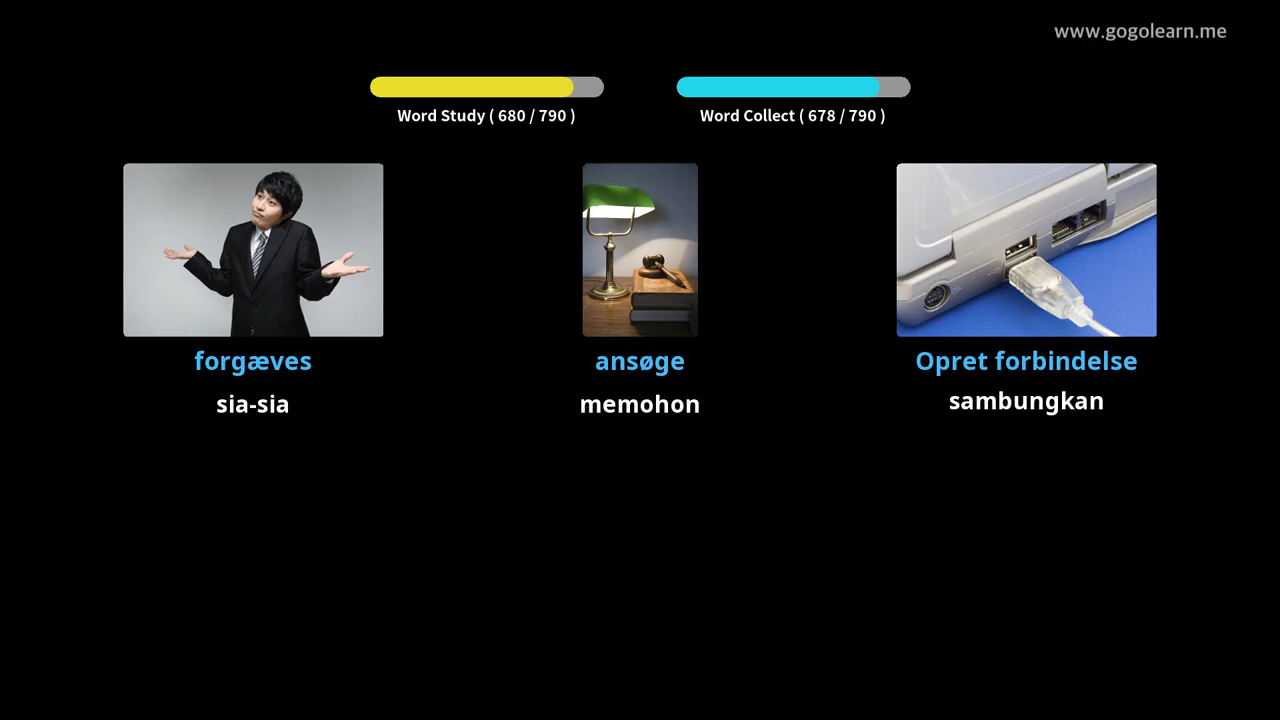 www.gogolearn.me
Word Study ( 680 / 790 )
Word Collect ( 678 / 790 )
forgæves
sia-sia
ansøge
memohon
Opret forbindelse
sambungkan